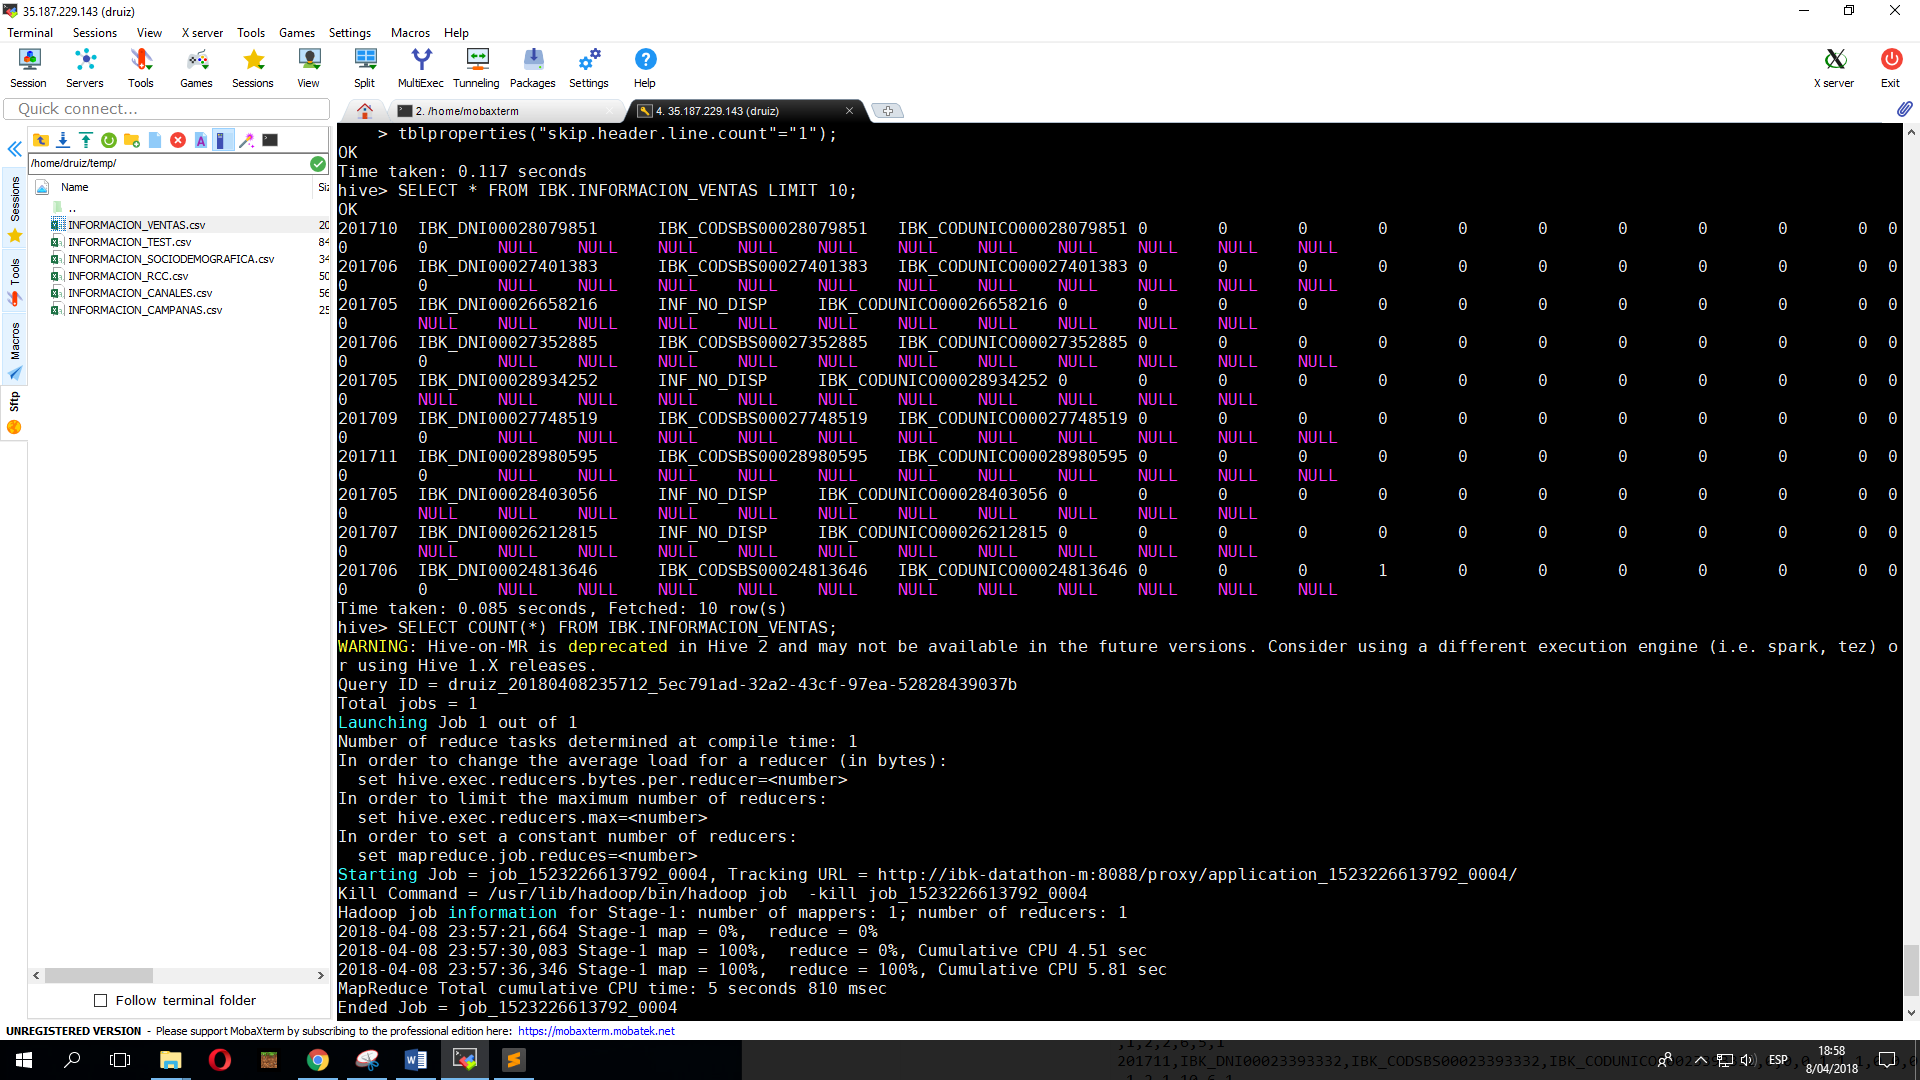 35.187.229.143 (druiz)
Terminal Sessions View X server Tools Games Settings Macros Help
Session Servers Tools Games Sessions View Split MultiExec Tunneling Packages Settings Help X server Exit
Quick connect...
2. /home/mobaxterm
4. 35.187.229.143 (druiz)
Sessions
Tools
Macros
Sftp
/home/druiz/temp/
Name
..
INFORMACION_VENTAS.csv 20
INFORMACION_TEST.csv 84
INFORMACION_SOCIODEMOGRAFICA.csv 34
INFORMACION_RCC.csv 50
INFORMACION_CANALES.csv 56
INFORMACION_CAMPANAS.csv 25
Follow terminal folder
> tblproperties("skip.header.line.count"="1");
OK
Time taken: 0.117 seconds
hive> SELECT * FROM IBK.INFORMACION_VENTAS LIMIT 10;
OK
201710 IBK_DNI00028079851 IBK_CODSBS00028079851 IBK_CODUNICO00028079851 0 0 0 0 0 0 0 0 0 0 0
0 0 NULL NULL NULL NULL NULL NULL NULL NULL NULL NULL NULL
201706 IBK_DNI00027401383 IBK_CODSBS00027401383 IBK_CODUNICO00027401383 0 0 0 0 0 0 0 0 0 0 0
0 0 NULL NULL NULL NULL NULL NULL NULL NULL NULL NULL NULL
201705 IBK_DNI00026658216 INF_NO_DISP IBK_CODUNICO00026658216 0 0 0 0 0 0 0 0 0 0 0 0
0 NULL NULL NULL NULL NULL NULL NULL NULL NULL NULL NULL
201706 IBK_DNI00027352885 IBK_CODSBS00027352885 IBK_CODUNICO00027352885 0 0 0 0 0 0 0 0 0 0 0
0 0 NULL NULL NULL NULL NULL NULL NULL NULL NULL NULL NULL
201705 IBK_DNI00028934252 INF_NO_DISP IBK_CODUNICO00028934252 0 0 0 0 0 0 0 0 0 0 0 0
0 NULL NULL NULL NULL NULL NULL NULL NULL NULL NULL NULL
201709 IBK_DNI00027748519 IBK_CODSBS00027748519 IBK_CODUNICO00027748519 0 0 0 0 0 0 0 0 0 0 0
0 0 NULL NULL NULL NULL NULL NULL NULL NULL NULL NULL NULL
201711 IBK_DNI00028980595 IBK_CODSBS00028980595 IBK_CODUNICO00028980595 0 0 0 0 0 0 0 0 0 0 0
0 0 NULL NULL NULL NULL NULL NULL NULL NULL NULL NULL NULL
201705 IBK_DNI00028403056 INF_NO_DISP IBK_CODUNICO00028403056 0 0 0 0 0 0 0 0 0 0 0 0
0 NULL NULL NULL NULL NULL NULL NULL NULL NULL NULL NULL
201707 IBK_DNI00026212815 INF_NO_DISP IBK_CODUNICO00026212815 0 0 0 0 0 0 0 0 0 0 0 0
0 NULL NULL NULL NULL NULL NULL NULL NULL NULL NULL NULL
201706 IBK_DNI00024813646 IBK_CODSBS00024813646 IBK_CODUNICO00024813646 0 0 0 1 0 0 0 0 0 0 0
0 0 NULL NULL NULL NULL NULL NULL NULL NULL NULL NULL NULL
Time taken: 0.085 seconds, Fetched: 10 row(s)
hive> SELECT COUNT(*) FROM IBK.INFORMACION_VENTAS;
WARNING: Hive-on-MR is deprecated in Hive 2 and may not be available in the future versions. Consider using a different execution engine (i.e. spark, tez) o
r using Hive 1.X releases.
Query ID = druiz_20180408235712_5ec791ad-32a2-43cf-97ea-52828439037b
Total jobs = 1
Launching Job 1 out of 1
Number of reduce tasks determined at compile time: 1
In order to change the average load for a reducer (in bytes):
set hive.exec.reducers.bytes.per.reducer=<number>
In order to limit the maximum number of reducers:
set hive.exec.reducers.max=<number>
In order to set a constant number of reducers:
set mapreduce.job.reduces=<number>
Starting Job = job_1523226613792_0004, Tracking URL = http://ibk-datathon-m:8088/proxy/application_1523226613792_0004/
Kill Command = /usr/lib/hadoop/bin/hadoop job -kill job_1523226613792_0004
Hadoop job information for Stage-1: number of mappers: 1; number of reducers: 1
2018-04-08 23:57:21,664 Stage-1 map = 0%, reduce = 0%
2018-04-08 23:57:30,083 Stage-1 map = 100%, reduce = 0%, Cumulative CPU 4.51 sec
2018-04-08 23:57:36,346 Stage-1 map = 100%, reduce = 100%, Cumulative CPU 5.81 sec
MapReduce Total cumulative CPU time: 5 seconds 810 msec
Ended Job = job_1523226613792_0004
UNREGISTERED VERSION - Please support MobaXterm by subscribing to the professional edition here: https://mobaxterm.mobatek.net
201711,IBK_DNI00023393332,IBK_CODSBS00023393332,
ESP
18:58
8/04/2018